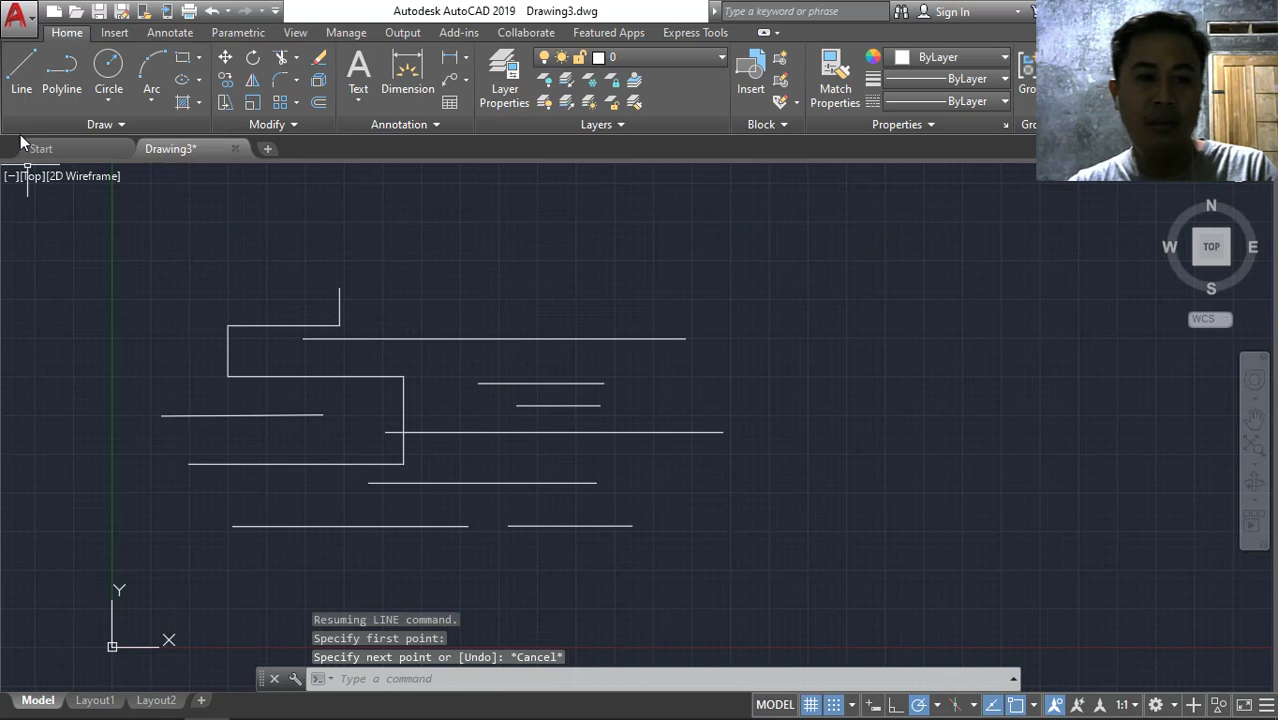 Autodesk AutoCAD 2019 Drawing3.dwg
Type a keyword or phrase
Sign In
Home Insert Annotate Parametric View Manage Output Add-ins Collaborate Featured Apps Express Tools
Line Polyline Circle Arc
Text Dimension
Layer
Properties
0
Insert
Match
Properties
ByLayer
ByLayer
ByLayer
Gro
Draw Modify Annotation Layers Block Properties Gr
Start Drawing3*
[−][Top][2D Wireframe]
N
W TOP E
S
WCS
Y
X
Resuming LINE command.
Specify first point:
Specify next point or [Undo]: *Cancel*
Type a command
Model Layout1 Layout2
MODEL 1:1